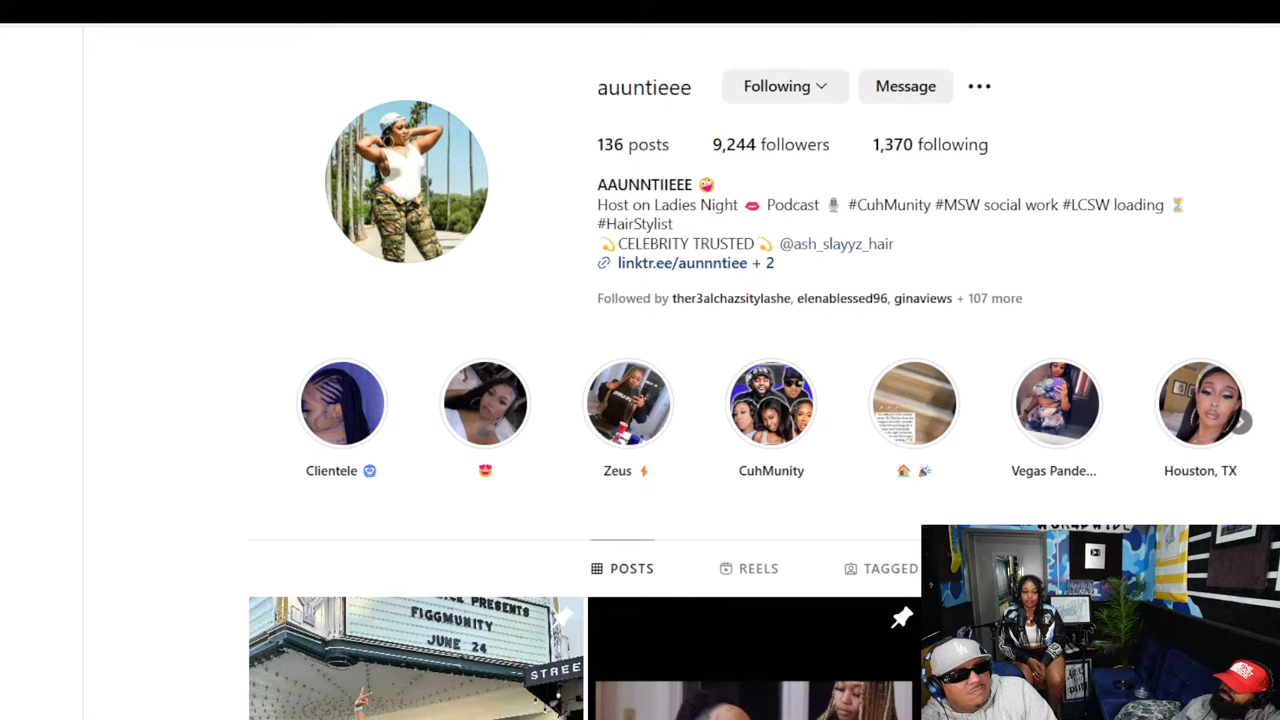 auuntieee Following Message
136 posts 9,244 followers 1,370 following
AAUNNTIIEEE 🤪
Host on Ladies Night 👄 Podcast 🎙 #CuhMunity #MSW social work #LCSW loading ⏳
#HairStylist
💫CELEBRITY TRUSTED💫 @ash_slayyz_hair
linktr.ee/aunnntiee + 2
Followed by ther3alchazsitylashe, elenablessed96, ginaviews + 107 more
Clientele 🥶
😍
Zeus ⚡
CuhMunity
🏠 🎉
Vegas Pande...
Houston, TX
POSTS REELS TAGGED
PRESENTS
FIGGMUNITY
JUNE 24
STREE